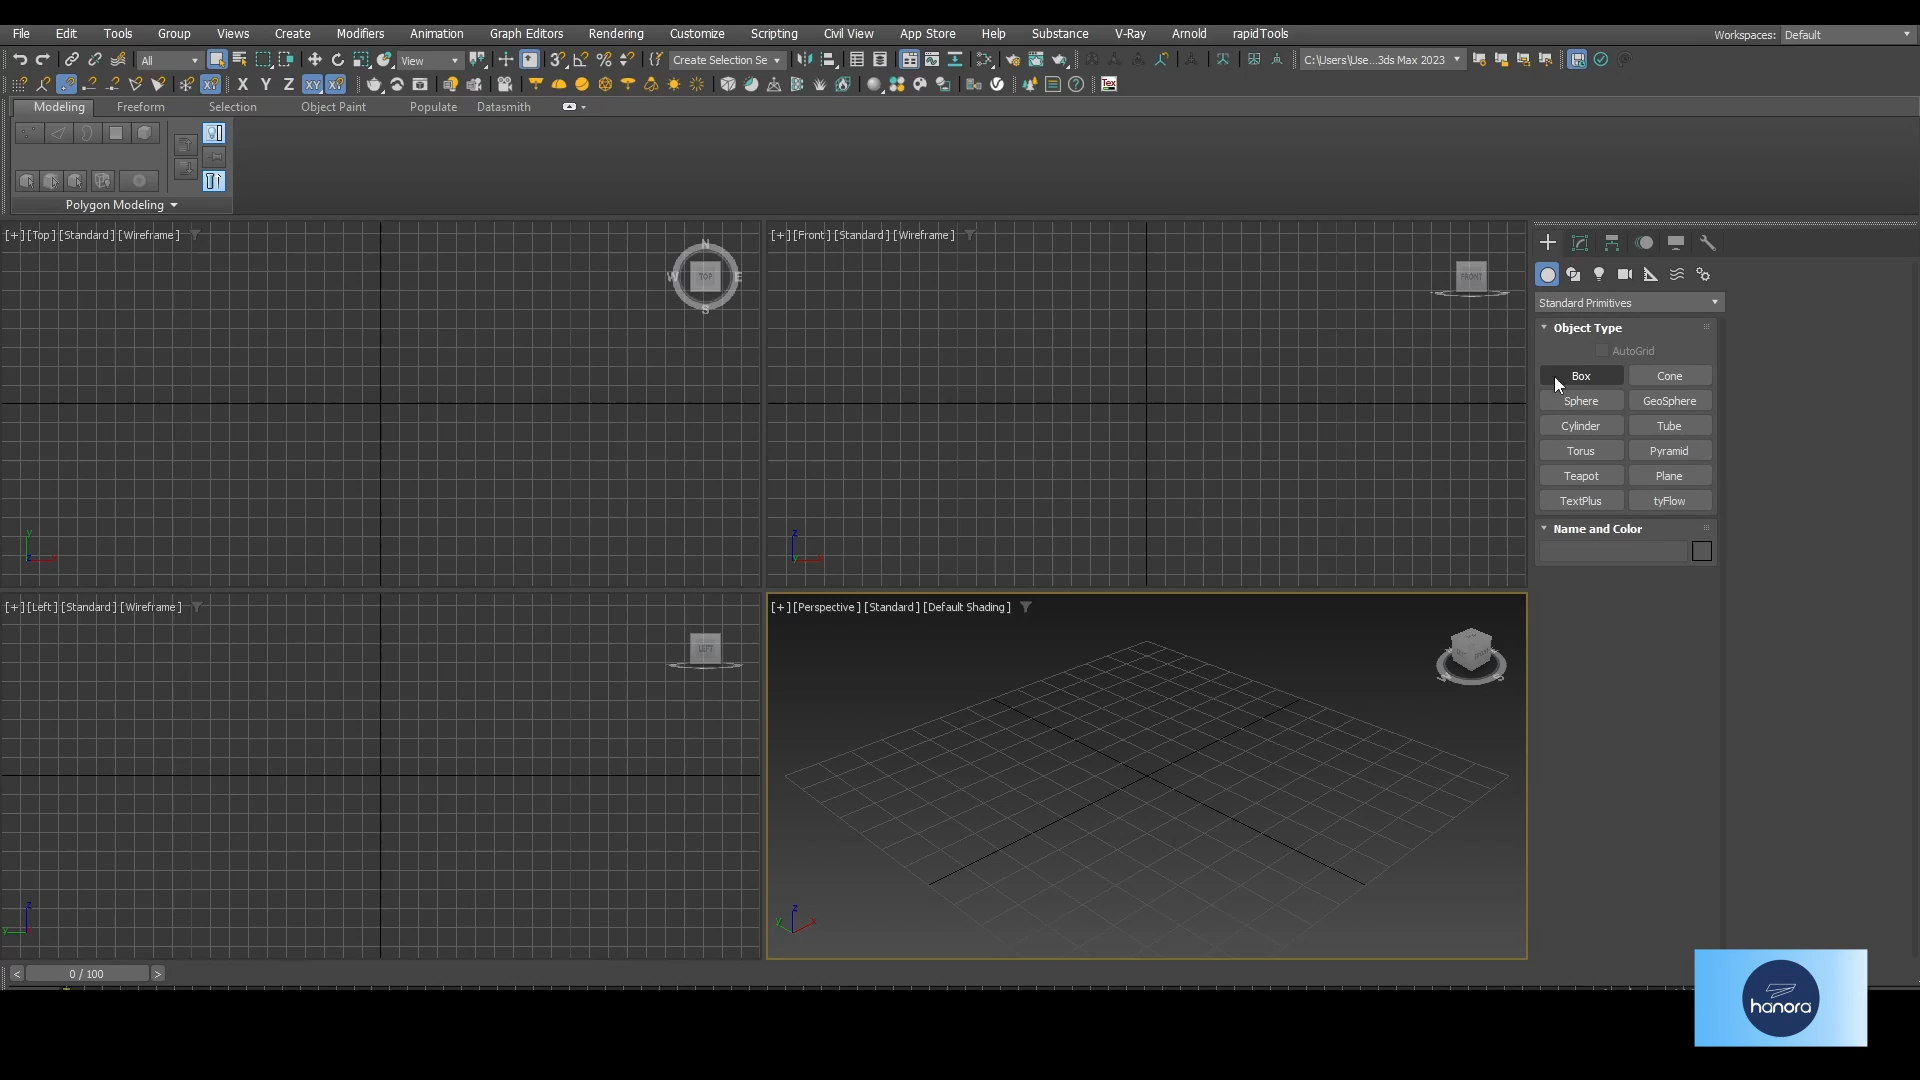 File Edit Tools Group Views Create Modifiers Animation Graph Editors Rendering Customize Scripting Civil View App Store Help Substance V-Ray Arnold rapidTools Workspaces: Default
All View Create Selection Se C:\Users\Use...3ds Max 2023
X Y Z XY
Modeling Freeform Selection Object Paint Populate Datasmith
Polygon Modeling
[+] [Top] [Standard] [Wireframe]
N
W TOP E
S
[+] [Front] [Standard] [Wireframe]
FRONT
Standard Primitives
Object Type
AutoGrid
Box Cone
Sphere GeoSphere
Cylinder Tube
Torus Pyramid
Teapot Plane
TextPlus tyFlow
Name and Color
y
z x
z
y x
[+] [Left] [Standard] [Wireframe]
LEFT
[+] [Perspective] [Standard] [Default Shading]
W S
z
y
z
y x
< 0 / 100 >
hanora